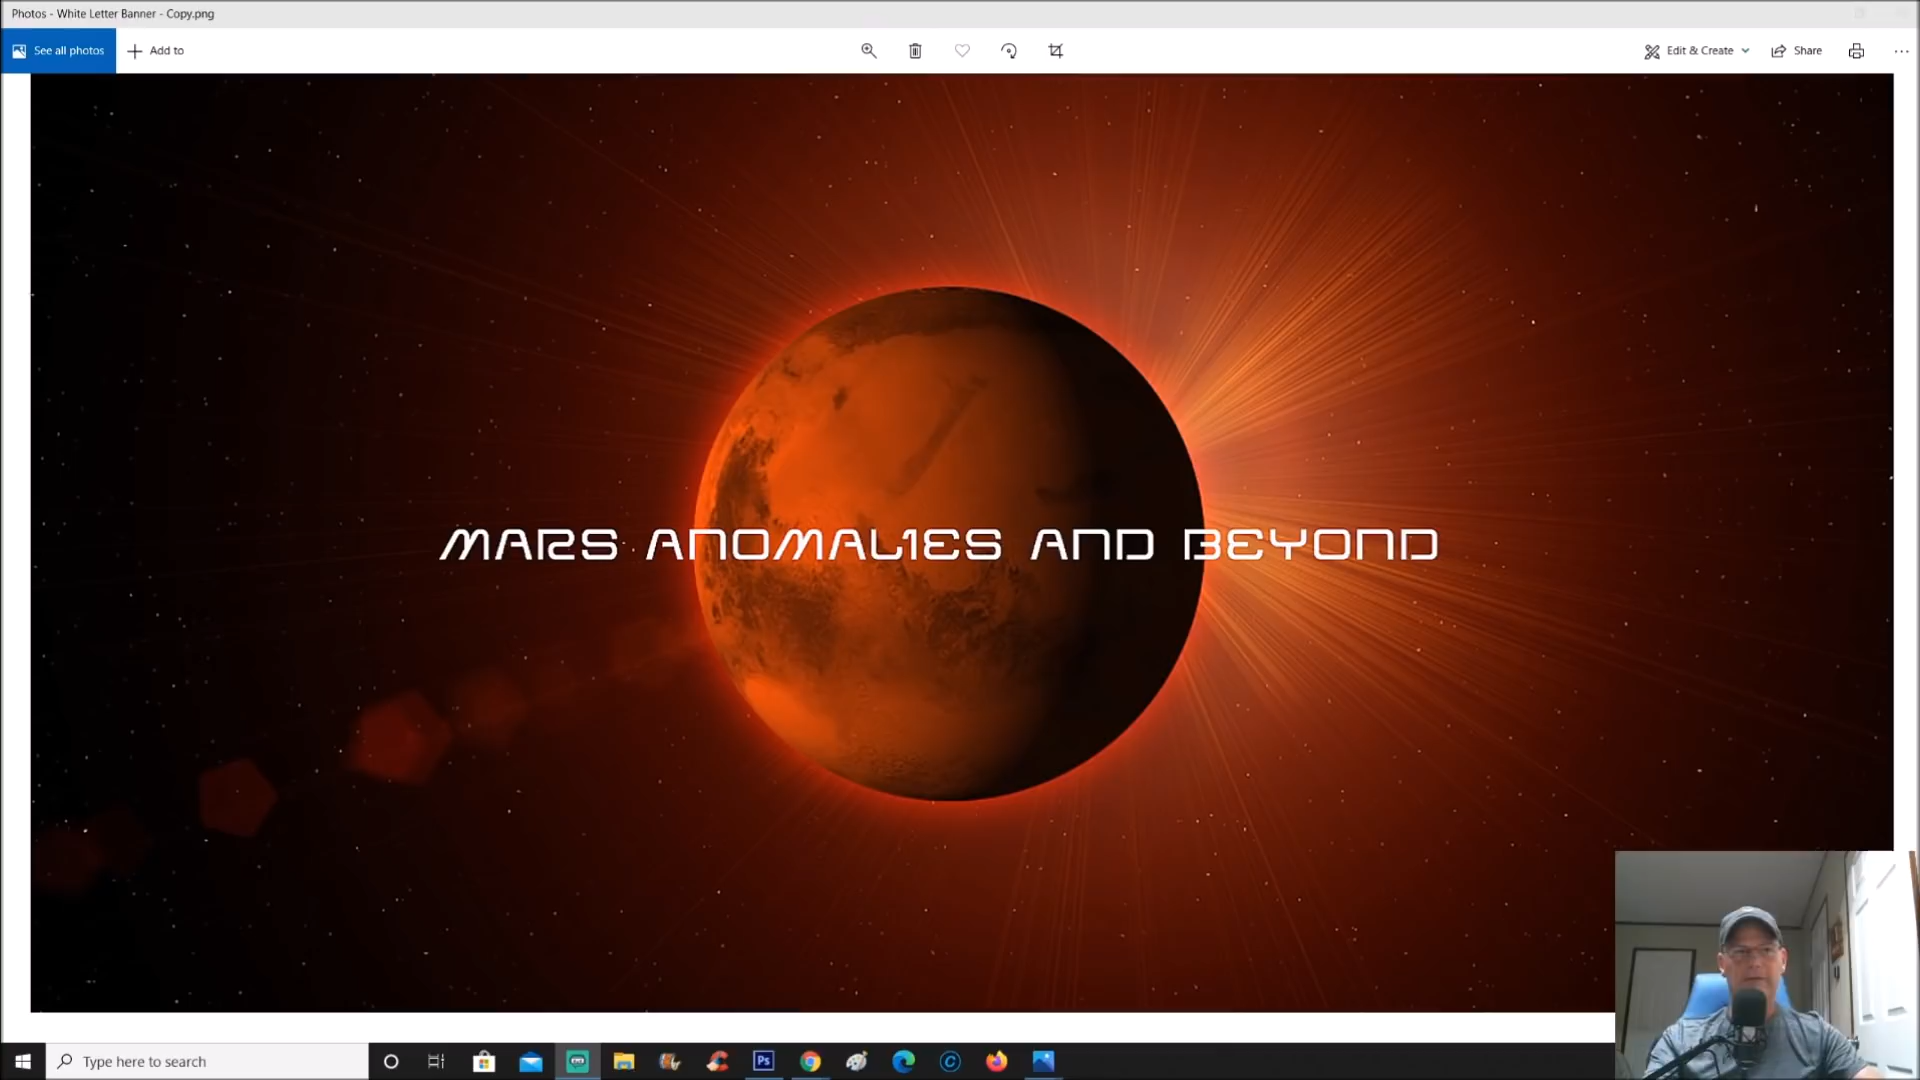 Photos - White Letter Banner - Copy.png
See all photos
Add to
Edit & Create
Share
MARS ANOMALIES AND BEYOND
Type here to search
Ps